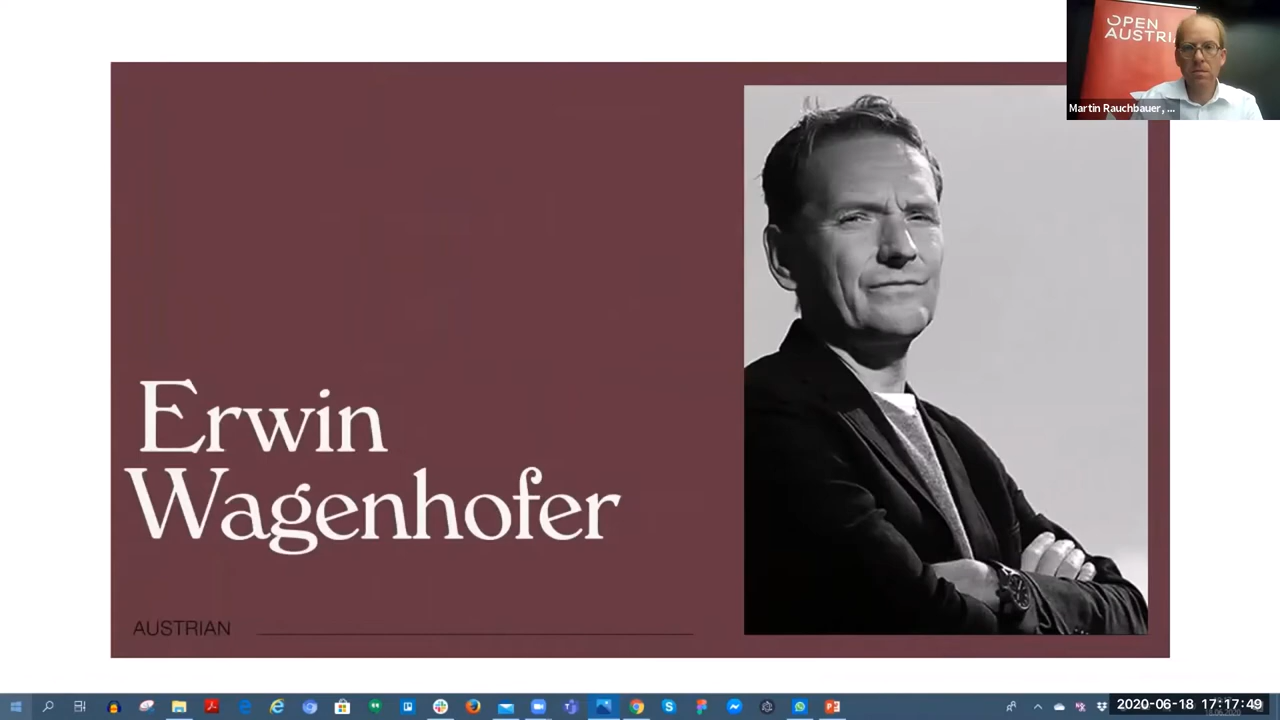 OPEN
AUSTRI
Martin Rauchbauer, ...
Erwin
Wagenhofer
AUSTRIAN
2020-06-18 17:17:49